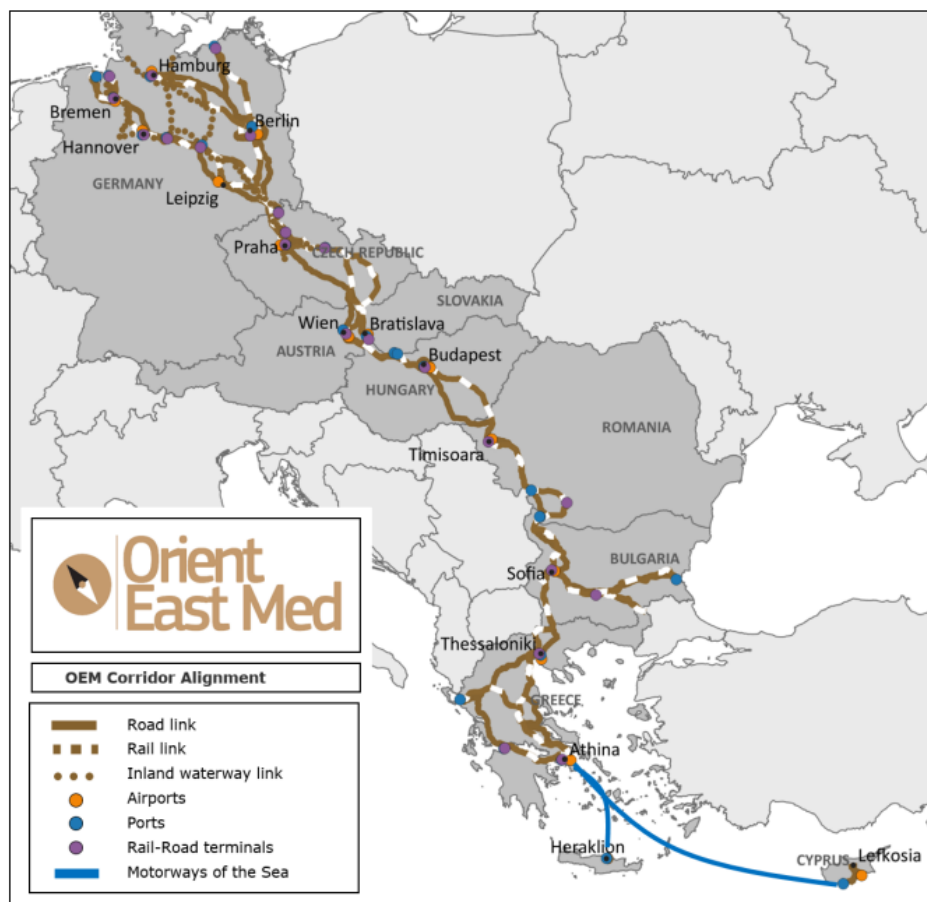 Hamburg
Bremen
Berlin
Hannover
GERMANY
Leipzig
Praha
CZECH REPUBLIC
SLOVAKIA
Wien
Bratislava
AUSTRIA
Budapest
HUNGARY
ROMANIA
Timisoara
BULGARIA
Sofia
Thessaloniki
GREECE
Athina
Heraklion
CYPRUS
Lefkosia
Orient
East Med
OEM Corridor Alignment
Road link
Rail link
Inland waterway link
Airports
Ports
Rail-Road terminals
Motorways of the Sea